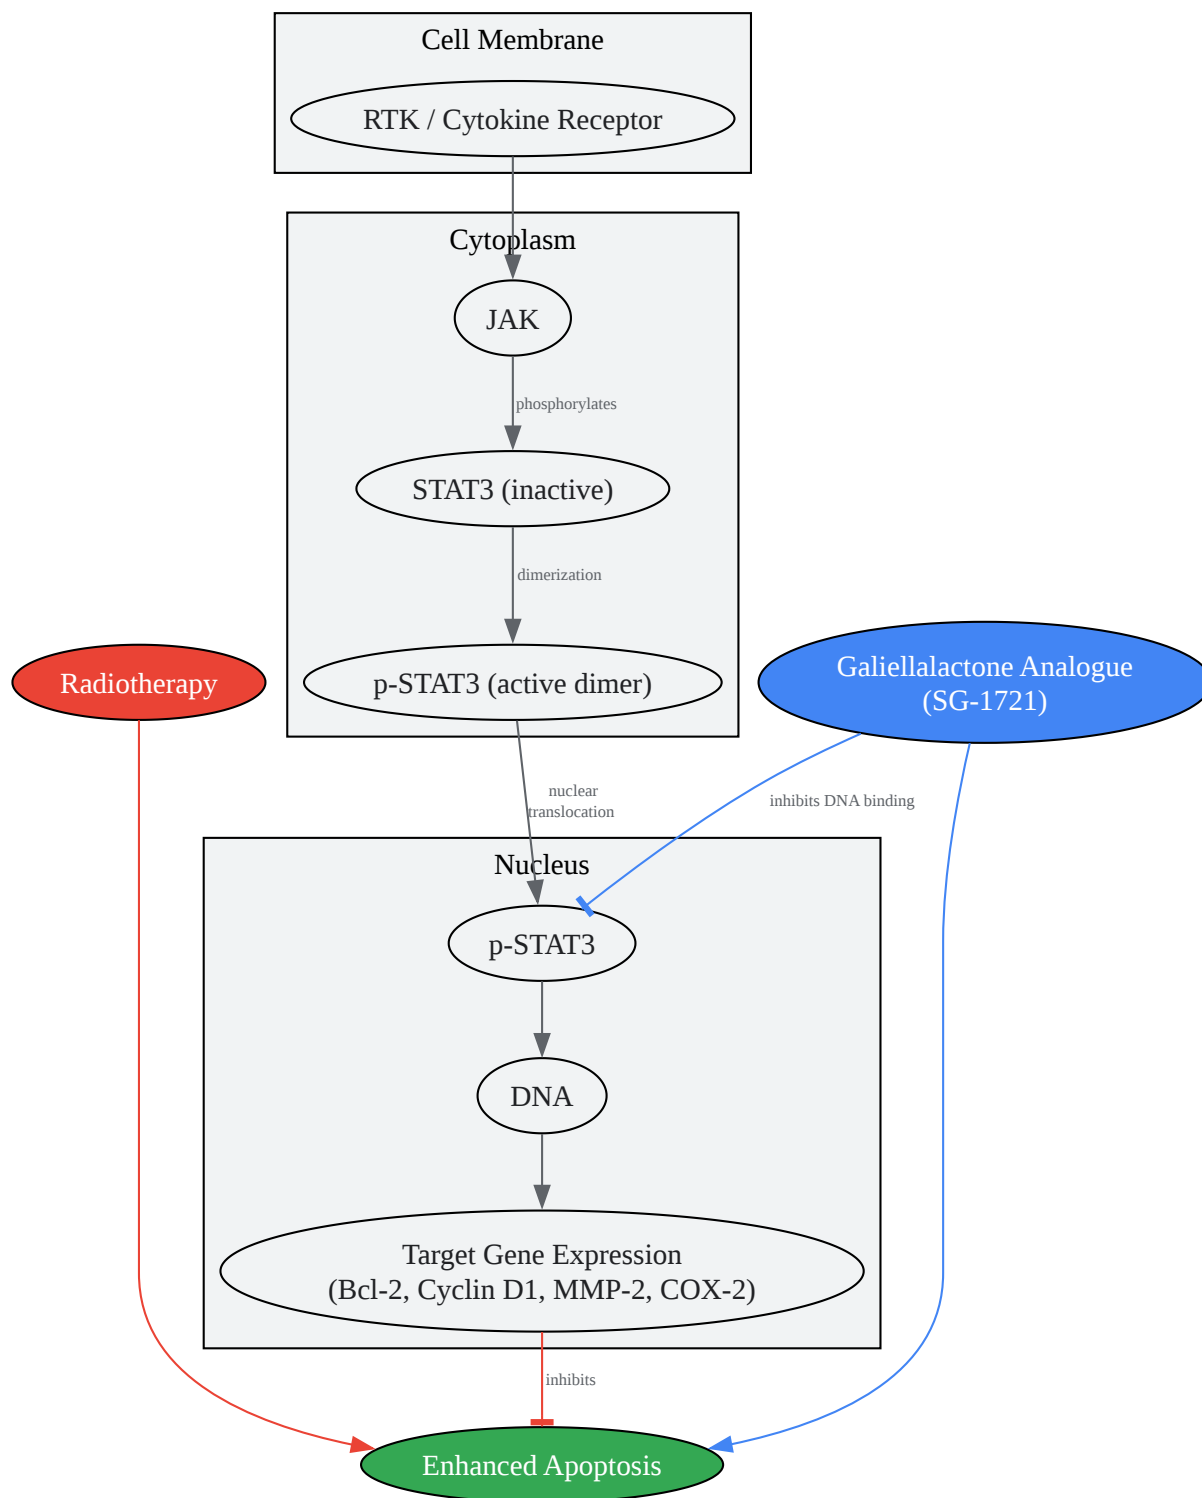 Cell Membrane
RTK / Cytokine Receptor
Cytoplasm
JAK
phosphorylates
STAT3 (inactive)
dimerization
Radiotherapy
p-STAT3 (active dimer)
Galiellalactone Analogue
(SG-1721)
nuclear
translocation
inhibits DNA binding
Nucleus
p-STAT3
DNA
Target Gene Expression
(Bcl-2, Cyclin D1, MMP-2, COX-2)
inhibits
Enhanced Apoptosis